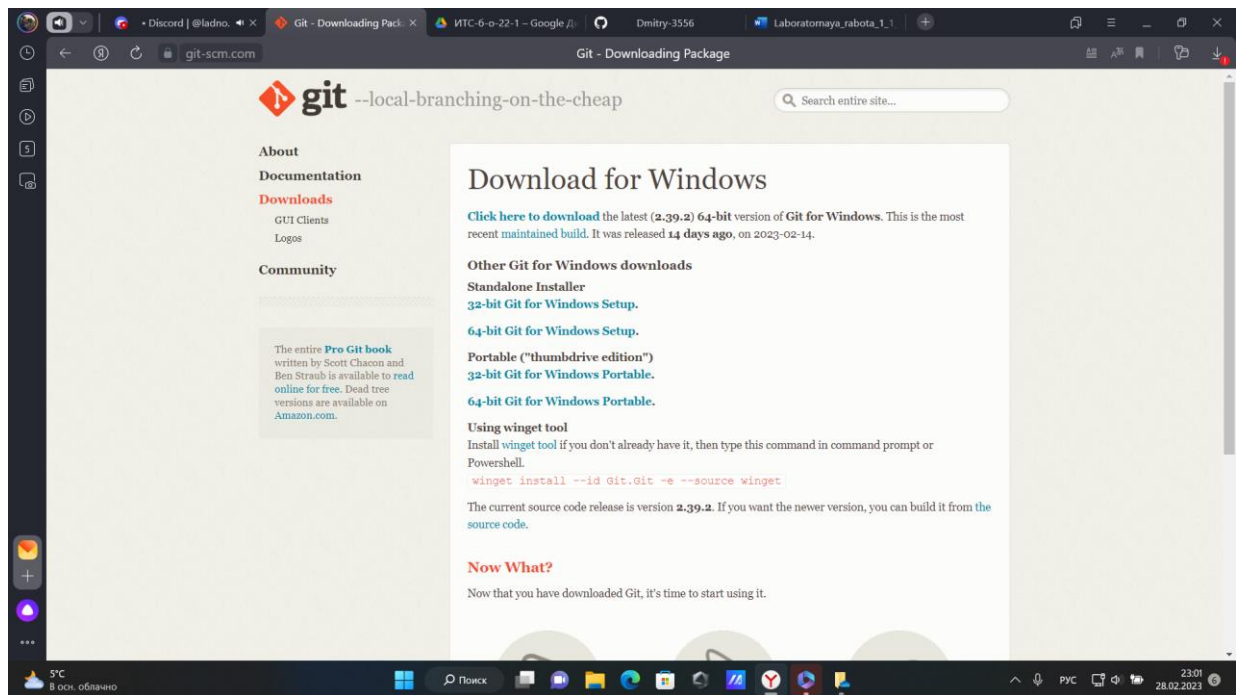 • Discord | @ladno.
Git - Downloading Pack
ИТС-6-о-22-1 – Google Д
Dmitry-3556
Laboratornaya_rabota_1_1
git-scm.com
Git - Downloading Package
5
git --local-branching-on-the-cheap
Search entire site...
About
Documentation
Downloads
GUI Clients
Logos
Community
The entire Pro Git book
written by Scott Chacon and
Ben Straub is available to read
online for free. Dead tree
versions are available on
Amazon.com.
Download for Windows
Click here to download the latest (2.39.2) 64-bit version of Git for Windows. This is the most
recent maintained build. It was released 14 days ago, on 2023-02-14.
Other Git for Windows downloads
Standalone Installer
32-bit Git for Windows Setup.
64-bit Git for Windows Setup.
Portable ("thumbdrive edition")
32-bit Git for Windows Portable.
64-bit Git for Windows Portable.
Using winget tool
Install winget tool if you don't already have it, then type this command in command prompt or
Powershell.
winget install --id Git.Git -e --source winget
The current source code release is version 2.39.2. If you want the newer version, you can build it from the
source code.
Now What?
Now that you have downloaded Git, it's time to start using it.
5°C
В осн. облачно
Поиск
РУС
23:01
28.02.2023
6